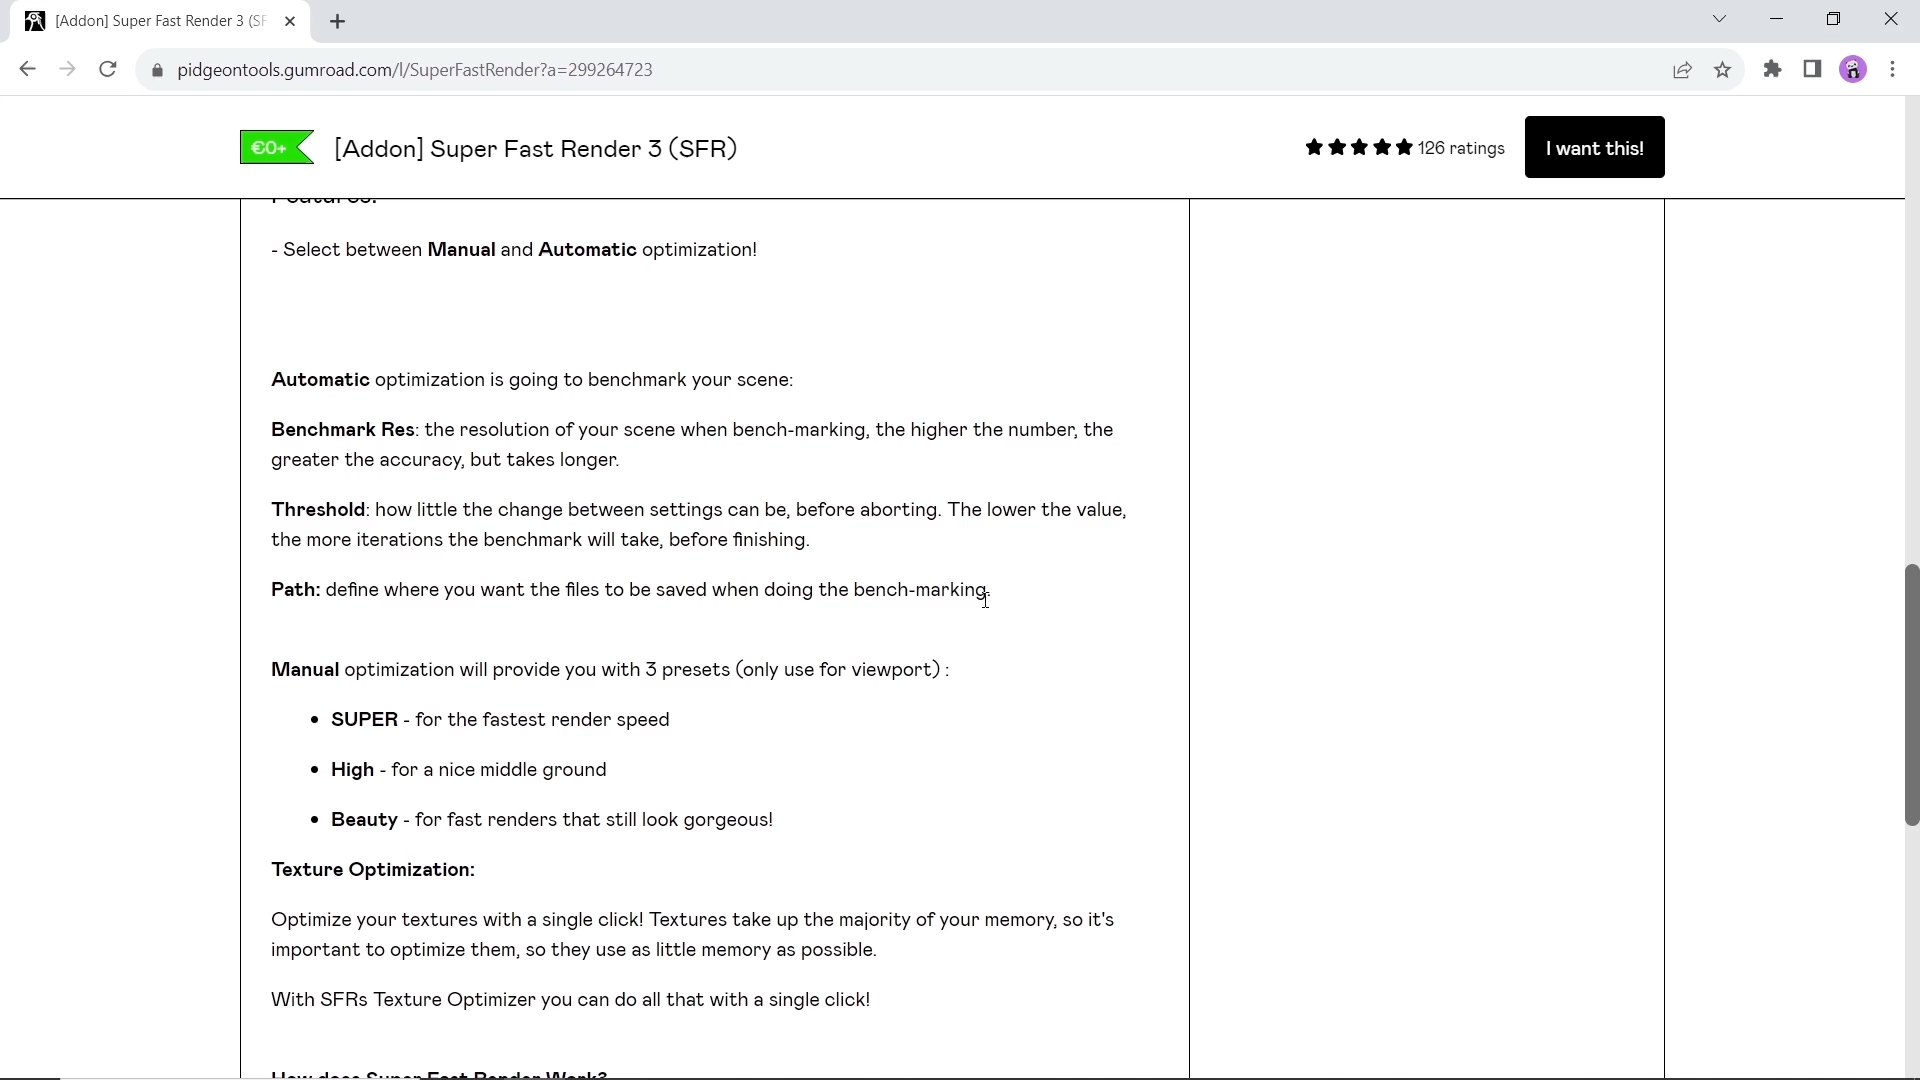 [Addon] Super Fast Render 3 (SF
pidgeontools.gumroad.com/l/SuperFastRender?a=299264723
€0+ [Addon] Super Fast Render 3 (SFR) 126 ratings I want this!
Features:
- Select between Manual and Automatic optimization!
Automatic optimization is going to benchmark your scene:
Benchmark Res: the resolution of your scene when bench-marking, the higher the number, the
greater the accuracy, but takes longer.
Threshold: how little the change between settings can be, before aborting. The lower the value,
the more iterations the benchmark will take, before finishing.
Path: define where you want the files to be saved when doing the bench-marking.
Manual optimization will provide you with 3 presets (only use for viewport) :
• SUPER - for the fastest render speed
• High - for a nice middle ground
• Beauty - for fast renders that still look gorgeous!
Texture Optimization:
Optimize your textures with a single click! Textures take up the majority of your memory, so it's
important to optimize them, so they use as little memory as possible.
With SFRs Texture Optimizer you can do all that with a single click!
How does Super Fast Render Work?